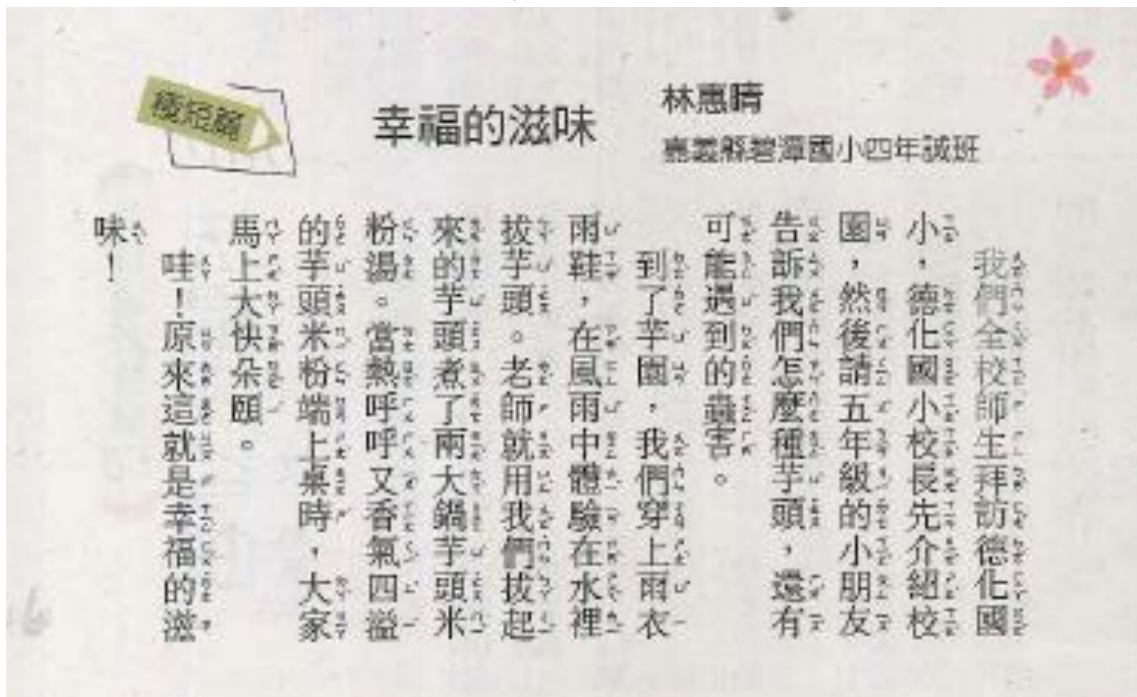 極短篇
幸福的滋味
林惠晴
嘉義縣碧潭國小四年誠班
我們全校師生拜訪德化國
小，德化國小校長先介紹校
園，然後請五年級的小朋友
告訴我們怎麼種芋頭，還有
可能遇到的蟲害。
到了芋園，我們穿上雨衣
雨鞋，在風雨中體驗在水裡
拔芋頭。老師就用我們拔起
來的芋頭煮了兩大鍋芋頭米
粉湯。當熱呼呼又香氣四溢
的芋頭米粉端上桌時，大家
馬上大快朵頤。
哇！原來這就是幸福的滋
味！